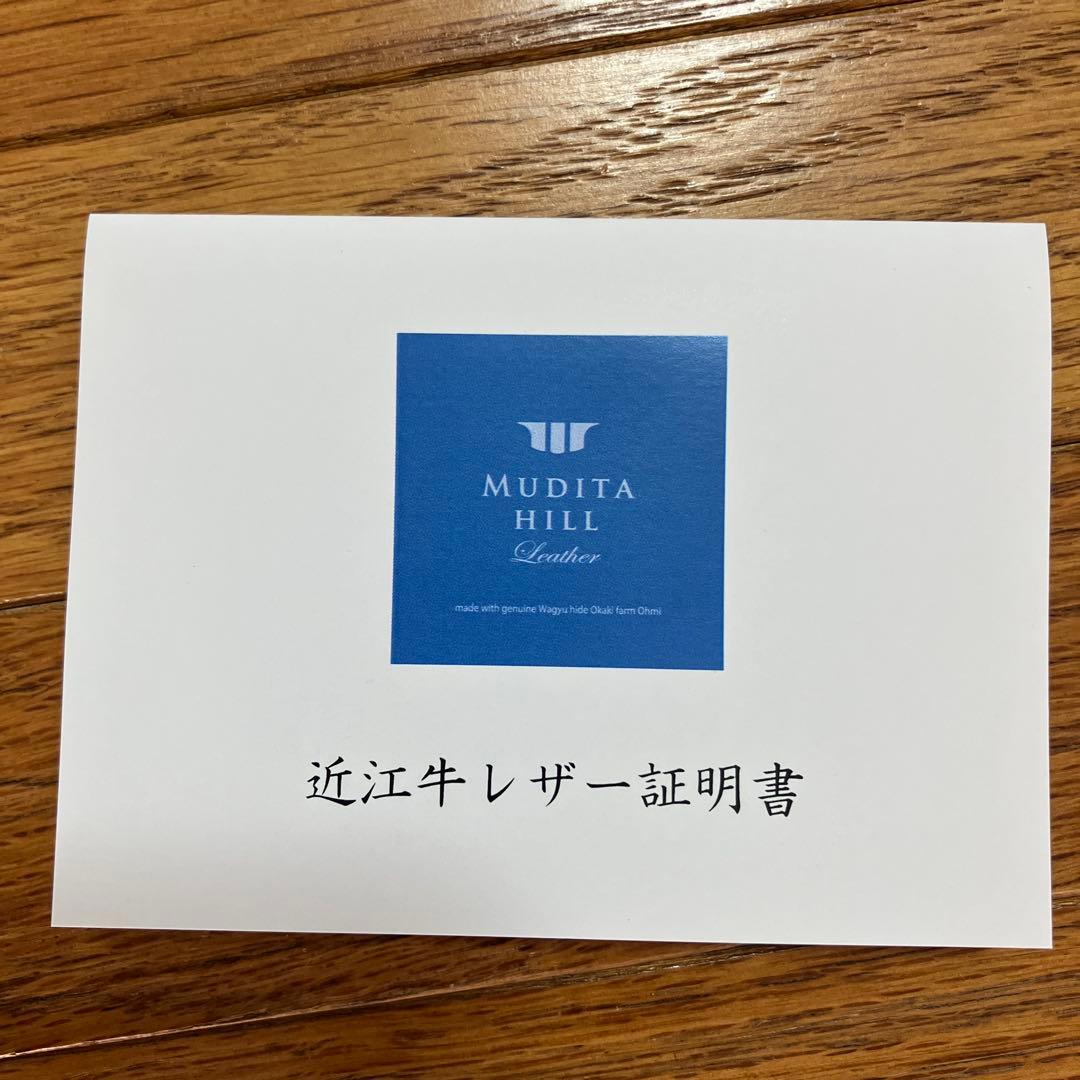 MUDITA
HILL
Leather
made with genuine Wagyu hide Okaki farm Ohmi
近江牛レザー証明書